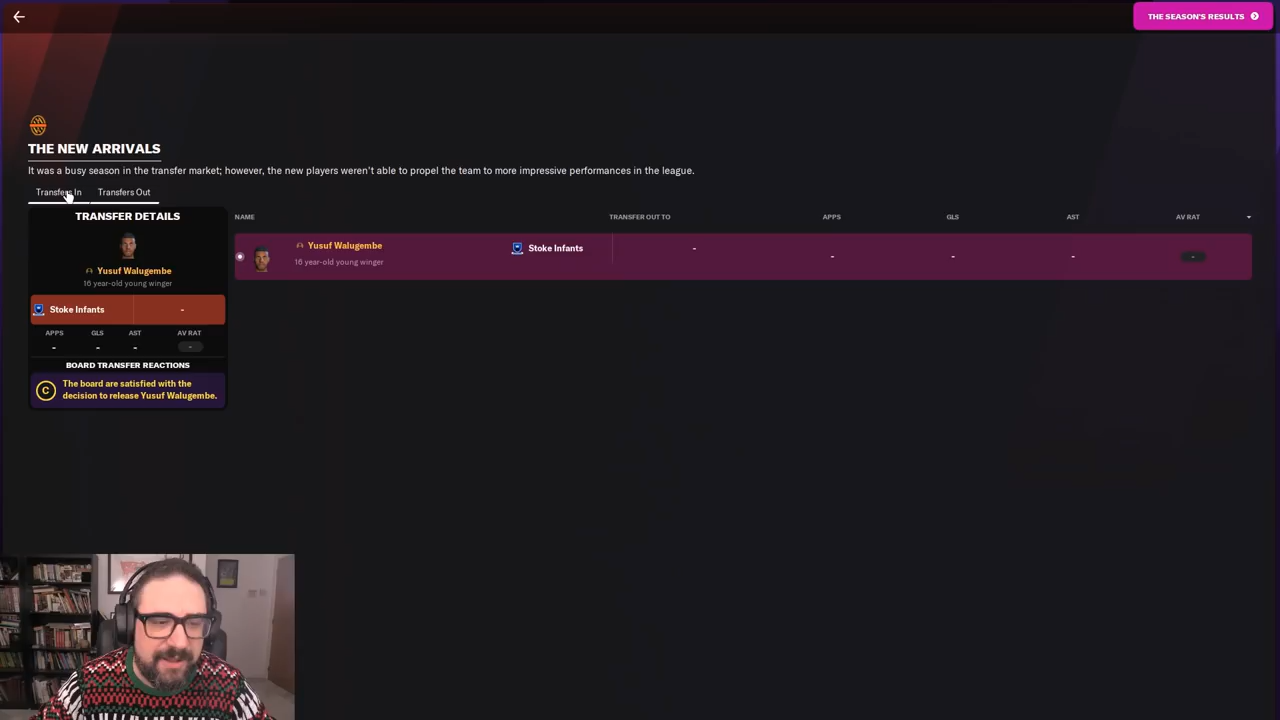 THE SEASON'S RESULTS
THE NEW ARRIVALS
It was a busy season in the transfer market; however, the new players weren't able to propel the team to more impressive performances in the league.
Transfers In Transfers Out
TRANSFER DETAILS
Yusuf Walugembe
16 year-old young winger
Stoke Infants -
APPS GLS AST AV RAT
- - - -
BOARD TRANSFER REACTIONS
C
The board are satisfied with the
decision to release Yusuf Walugembe.
NAME TRANSFER OUT TO APPS GLS AST AV RAT
Yusuf Walugembe Stoke Infants - - - - -
16 year-old young winger